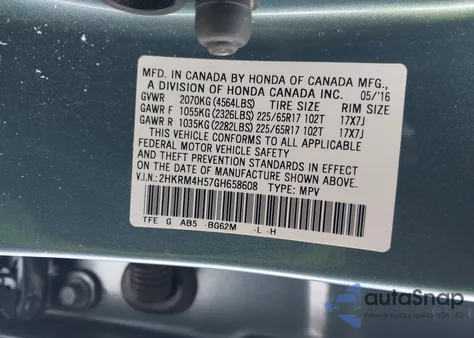 MFD. IN CANADA BY HONDA OF CANADA MFG.,
A DIVISION OF HONDA CANADA INC. 05/'16
GVWR 2070KG(4564LBS) TIRE SIZE RIM SIZE
GAWR F 1055KG(2326LBS) 225/65R17 102T 17X7J
GAWR R 1035KG(2282LBS) 225/65R17 102T 17X7J
THIS VEHICLE CONFORMS TO ALL APPLICABLE
FEDERAL MOTOR VEHICLE SAFETY
AND THEFT PREVENTION STANDARDS IN EFFECT
ON THE DATE OF MANUFACTURE SHOWN ABOVE.
V.I.N.: 2HKRM4H57GH658608 TYPE: MPV
TFE G AB5 -BG62M -L -H
autoSnap